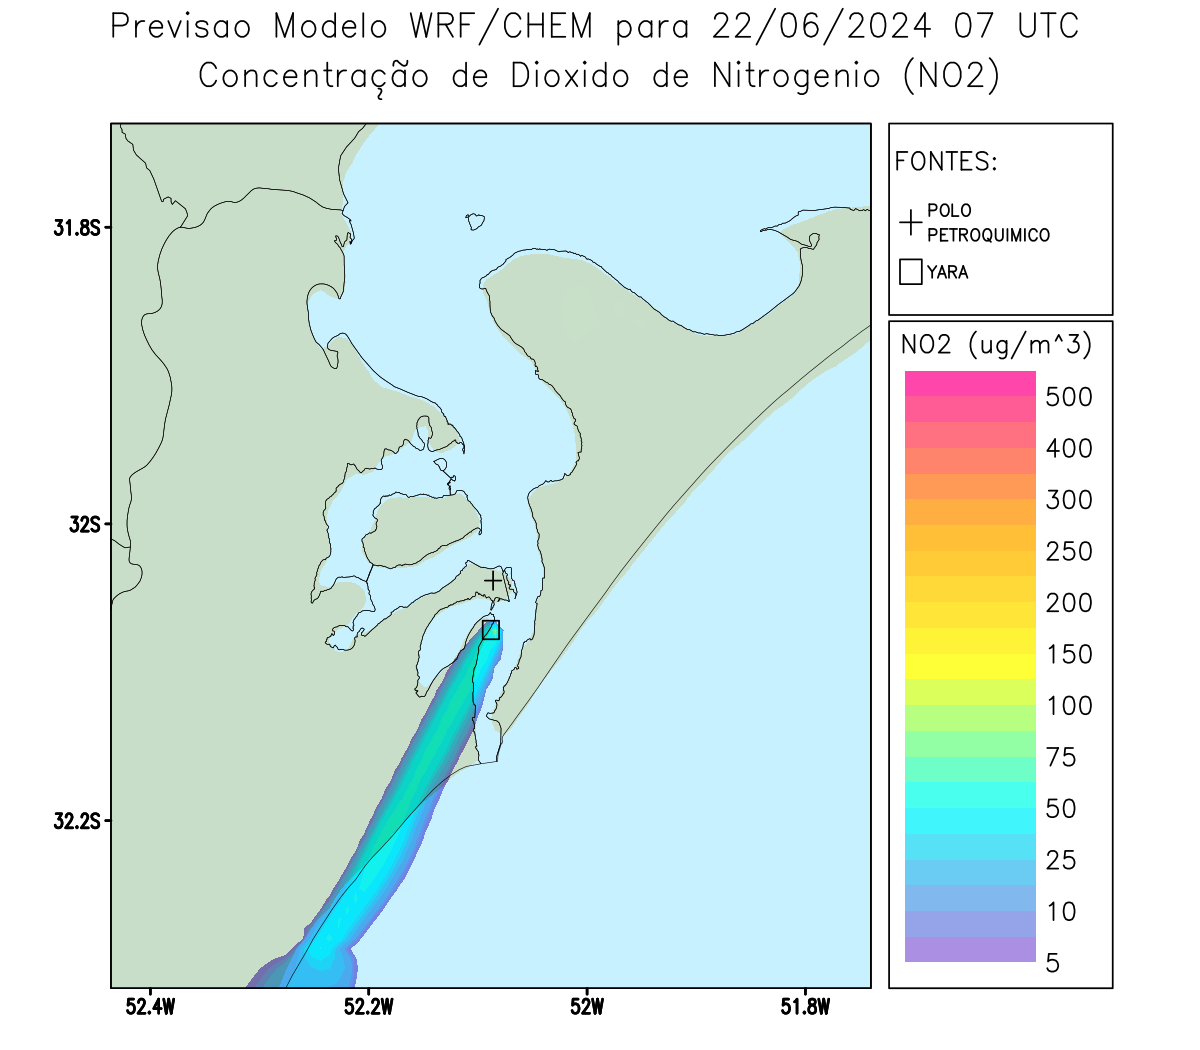 Previsao Modelo WRF/CHEM para 22/06/2024 07 UTC
Concentração de Dioxido de Nitrogenio (NO2)
FONTES:
POLO
PETROQUIMICO
YARA
NO2 (ug/m^3)
500
400
300
250
200
150
100
75
50
25
10
5
31.8S
32S
32.2S
52.4W
52.2W
52W
51.8W